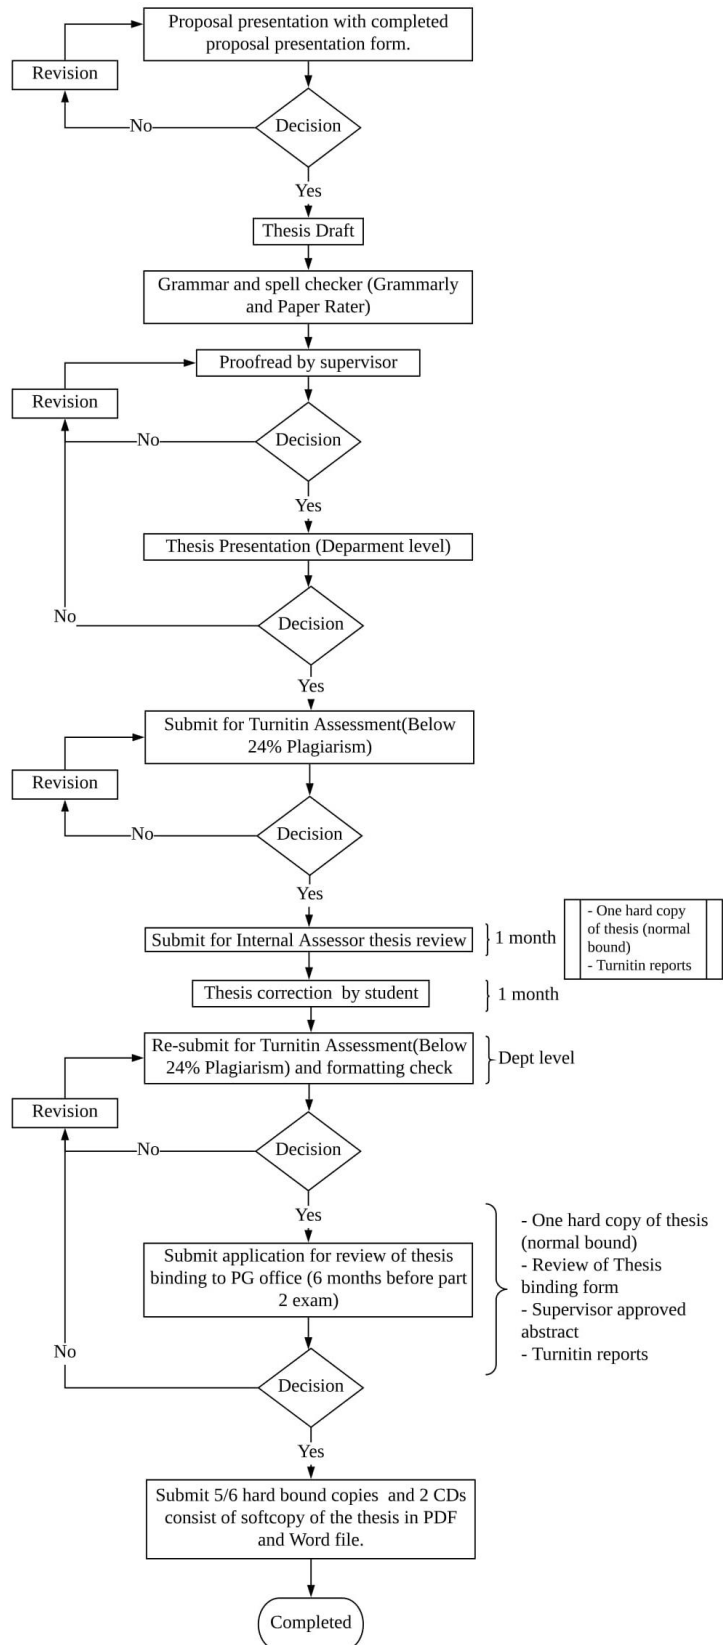 Proposal presentation with completed
proposal presentation form.
Revision
No
Decision
Yes
Thesis Draft
Grammar and spell checker (Grammarly
and Paper Rater)
Proofread by supervisor
Revision
No
Decision
Yes
Thesis Presentation (Deparment level)
No
Decision
Yes
Submit for Turnitin Assessment(Below
24% Plagiarism)
Revision
No
Decision
Yes
Submit for Internal Assessor thesis review
1 month
- One hard copy
of thesis (normal
bound)
- Turnitin reports
Thesis correction by student
1 month
Re-submit for Turnitin Assessment(Below
24% Plagiarism) and formatting check
Dept level
Revision
No
Decision
Yes
Submit application for review of thesis
binding to PG office (6 months before part
2 exam)
- One hard copy of thesis
(normal bound)
- Review of Thesis
binding form
- Supervisor approved
abstract
- Turnitin reports
No
Decision
Yes
Submit 5/6 hard bound copies and 2 CDs
consist of softcopy of the thesis in PDF
and Word file.
Completed